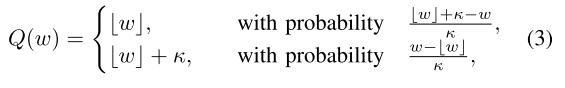 Q(w) = { ⌊w⌋, with probability (⌊w⌋+κ−w)/κ,
⌊w⌋ + κ, with probability (w−⌊w⌋)/κ, (3)